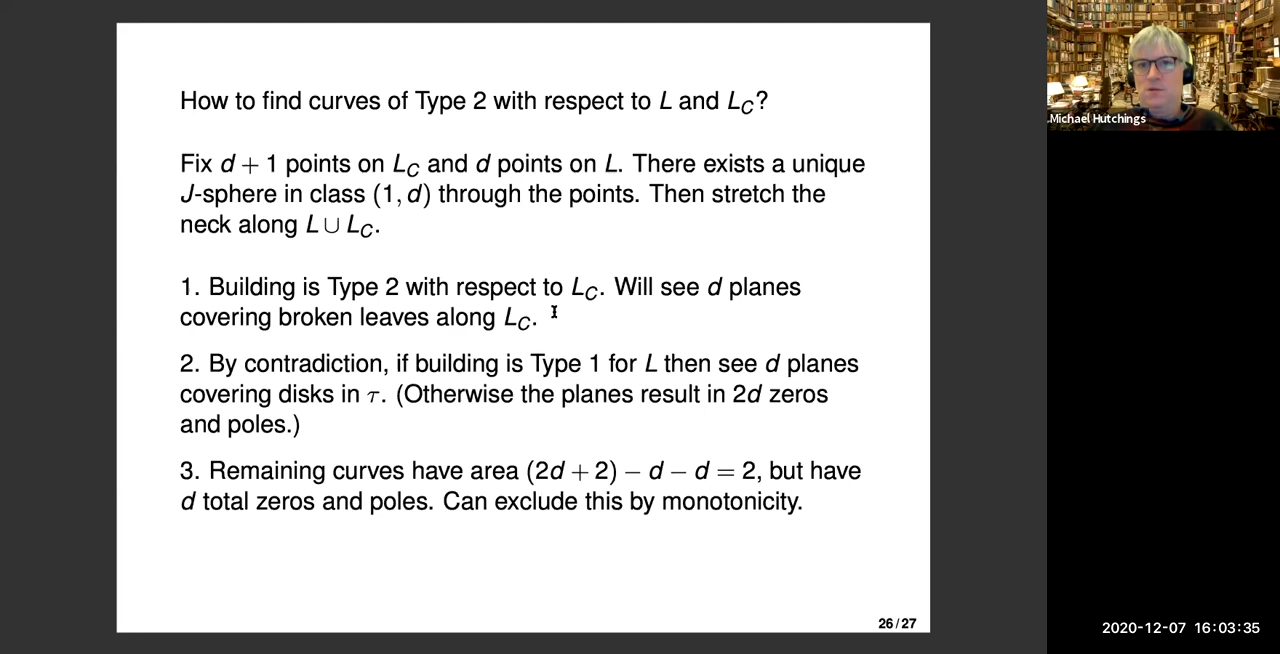 How to find curves of Type 2 with respect to L and L_C?
Fix d + 1 points on L_C and d points on L. There exists a unique
J-sphere in class (1, d) through the points. Then stretch the
neck along L ∪ L_C.
1. Building is Type 2 with respect to L_C. Will see d planes
covering broken leaves along L_C.
2. By contradiction, if building is Type 1 for L then see d planes
covering disks in τ. (Otherwise the planes result in 2d zeros
and poles.)
3. Remaining curves have area (2d + 2) − d − d = 2, but have
d total zeros and poles. Can exclude this by monotonicity.
26/27
Michael Hutchings
2020-12-07 16:03:35